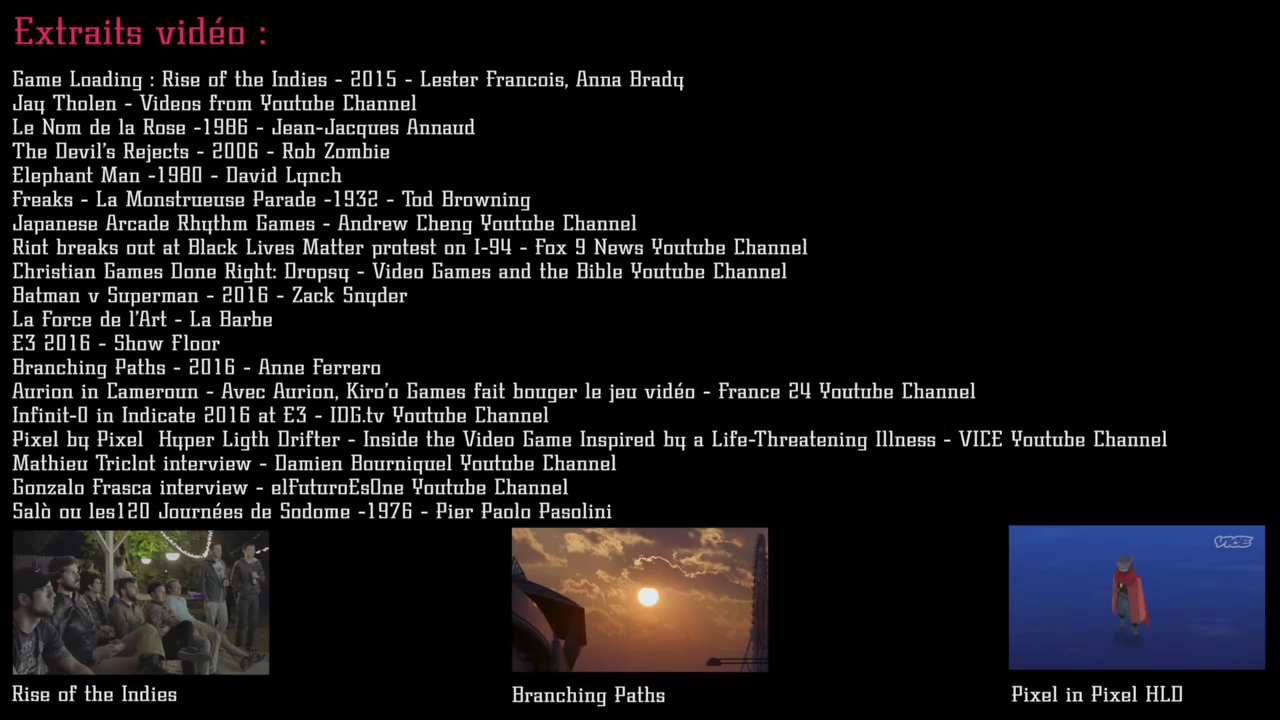 Extraits vidéo :
Game Loading : Rise of the Indies - 2015 - Lester Francois, Anna Brady
Jay Tholen - Videos from Youtube Channel
Le Nom de la Rose -1986 - Jean-Jacques Annaud
The Devil's Rejects - 2006 - Rob Zombie
Elephant Man -1980 - David Lynch
Freaks - La Monstrueuse Parade -1932 - Tod Browning
Japanese Arcade Rhythm Games - Andrew Cheng Youtube Channel
Riot breaks out at Black Lives Matter protest on I-94 - Fox 9 News Youtube Channel
Christian Games Done Right: Dropsy - Video Games and the Bible Youtube Channel
Batman v Superman - 2016 - Zack Snyder
La Force de l'Art - La Barbe
E3 2016 - Show Floor
Branching Paths - 2016 - Anne Ferrero
Aurion in Cameroun - Avec Aurion, Kiro'o Games fait bouger le jeu vidéo - France 24 Youtube Channel
Infinit-O in Indicate 2016 at E3 - IDG.tv Youtube Channel
Pixel by Pixel  Hyper Ligth Drifter - Inside the Video Game Inspired by a Life-Threatening Illness - VICE Youtube Channel
Mathieu Triclot interview - Damien Bourniquel Youtube Channel
Gonzalo Frasca interview - elFuturoEsOne Youtube Channel
Salò ou les120 Journées de Sodome -1976 - Pier Paolo Pasolini
VICE
Rise of the Indies
Branching Paths
Pixel in Pixel HLD